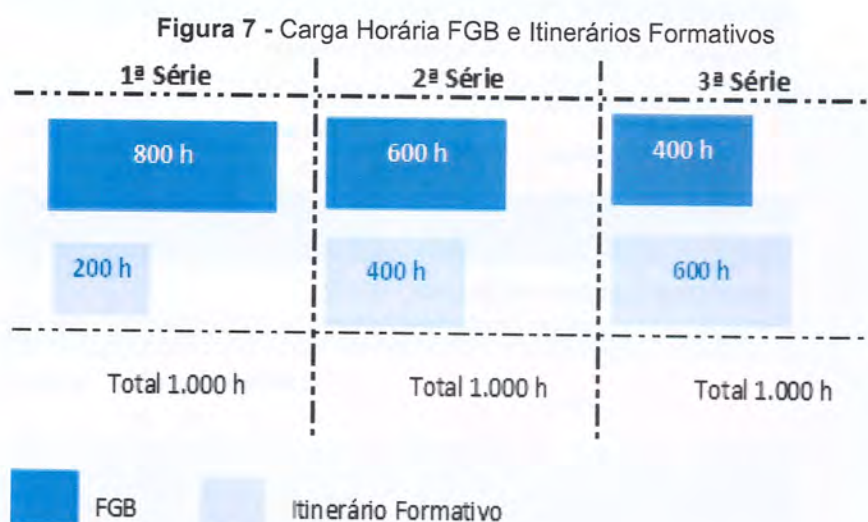 Figura 7 - Carga Horária FGB e Itinerários Formativos
1ª Série 2ª Série 3ª Série
800 h 600 h 400 h
200 h 400 h 600 h
Total 1.000 h Total 1.000 h Total 1.000 h
FGB Itinerário Formativo